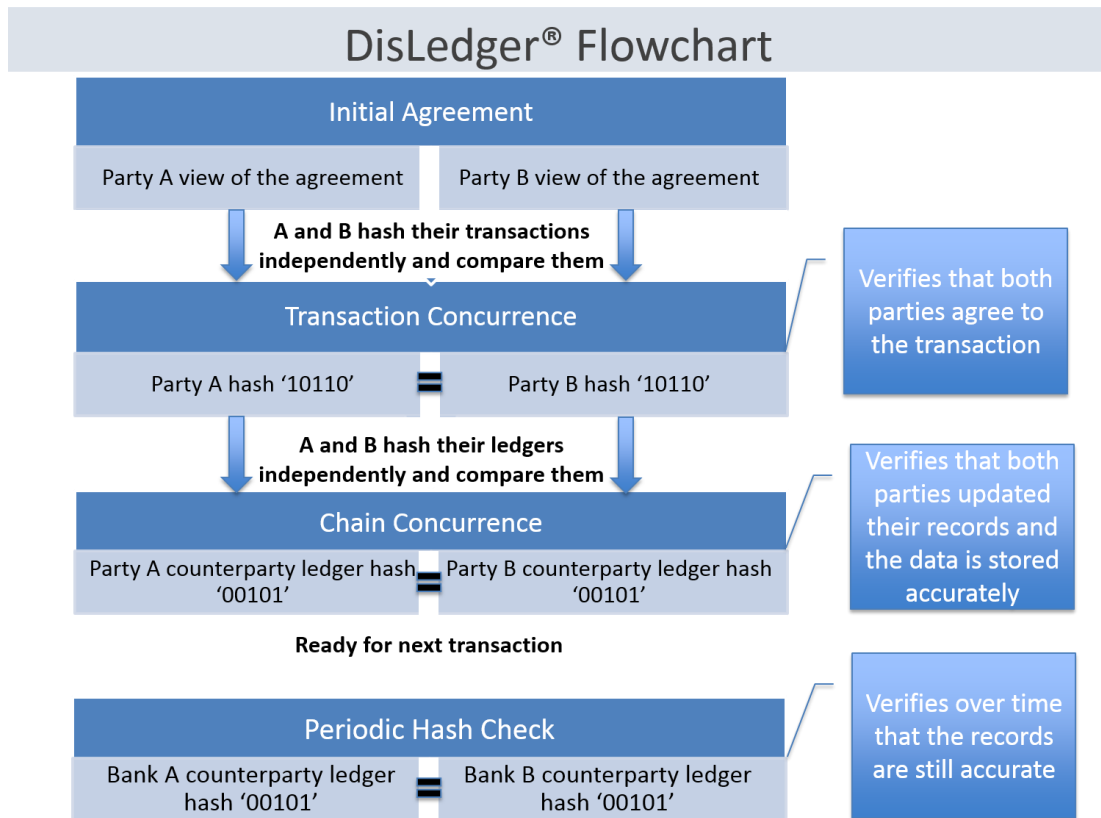 DisLedger® Flowchart
Initial Agreement
Party A view of the agreement
Party B view of the agreement
A and B hash their transactions
independently and compare them
Transaction Concurrence
Verifies that both
parties agree to
the transaction
Party A hash ‘10110’
=
Party B hash ‘10110’
A and B hash their ledgers
independently and compare them
Chain Concurrence
Verifies that both
parties updated
their records and
the data is stored
accurately
Party A counterparty ledger hash
‘00101’
=
Party B counterparty ledger hash
‘00101’
Ready for next transaction
Periodic Hash Check
Verifies over time
that the records
are still accurate
Bank A counterparty ledger
hash ‘00101’
=
Bank B counterparty ledger
hash ‘00101’